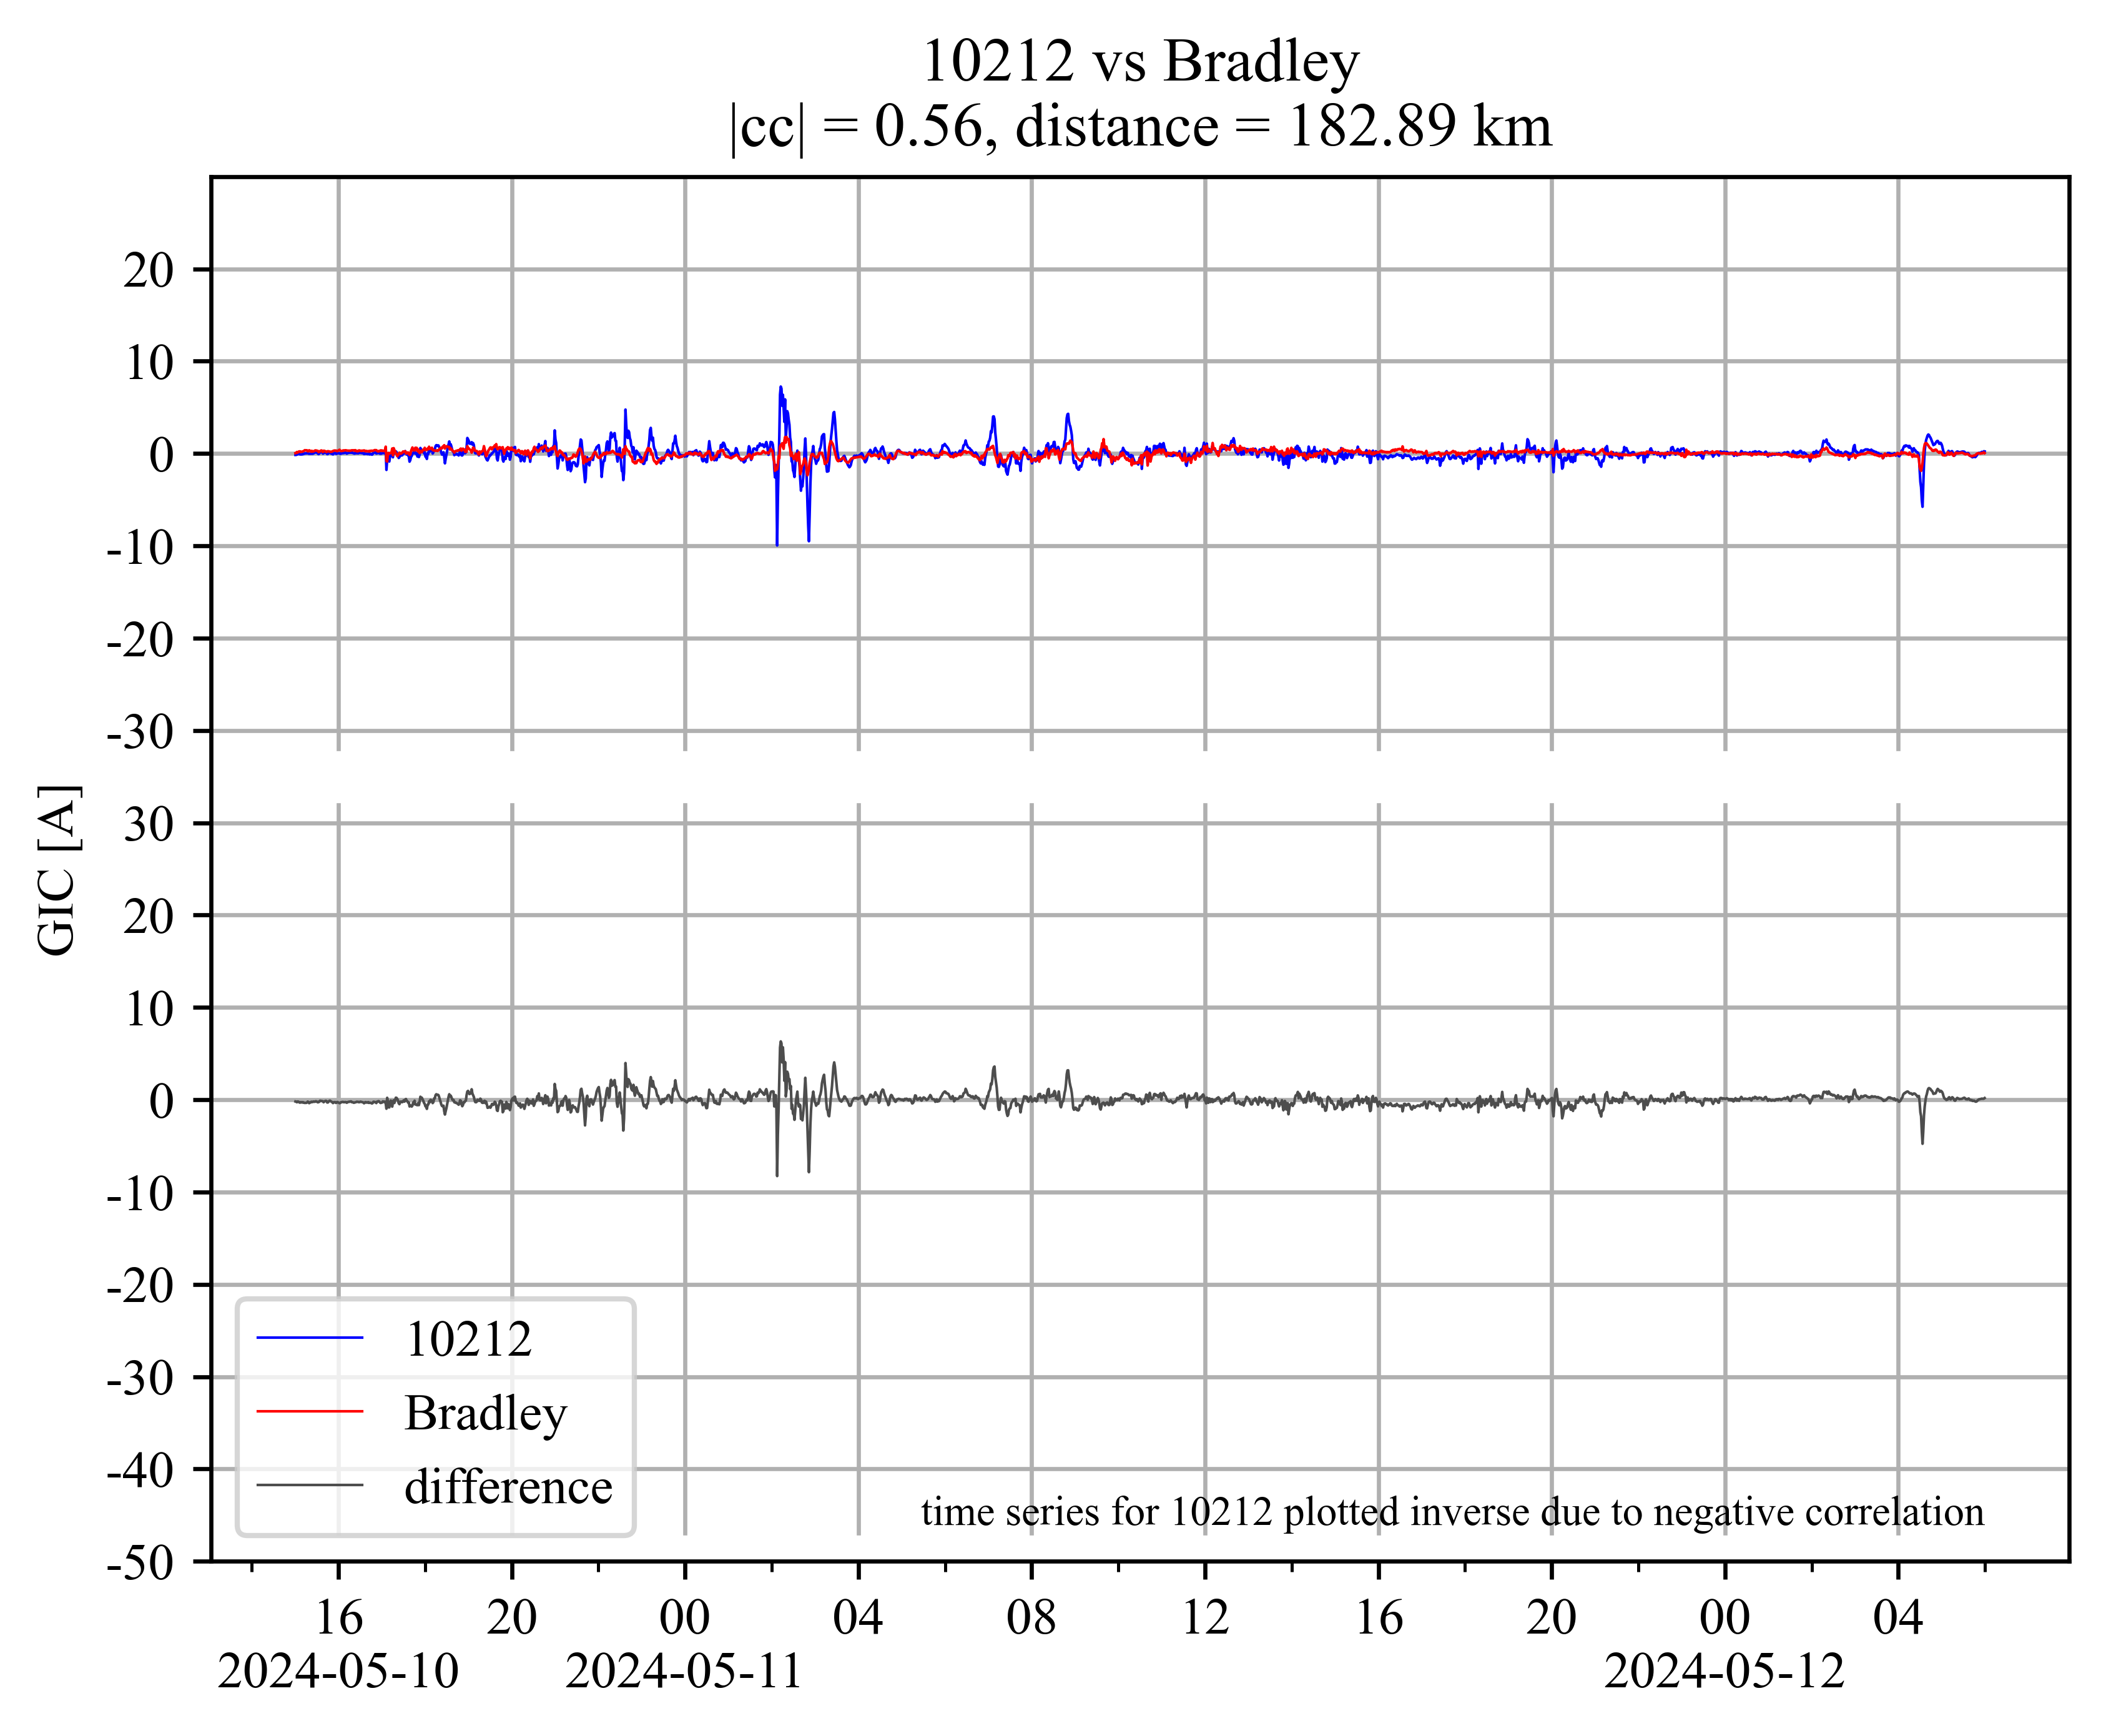 10212 vs Bradley
|cc| = 0.56, distance = 182.89 km
GIC [A]
20
10
0
-10
-20
-30
30
20
10
0
-10
-20
-30
-40
-50
10212
Bradley
difference
time series for 10212 plotted inverse due to negative correlation
16 20 00 04 08 12 16 20 00 04
2024-05-10 2024-05-11 2024-05-12